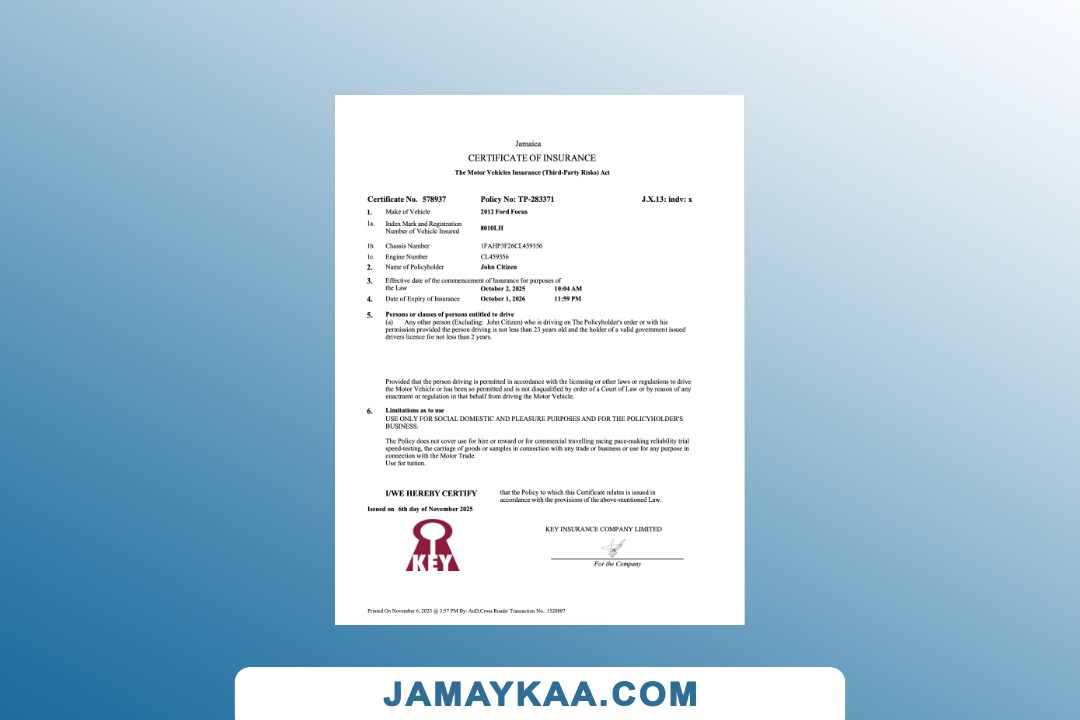 Jamaica
CERTIFICATE OF INSURANCE
The Motor Vehicles Insurance (Third-Party Risks) Act
Certificate No. 578937 Policy No: TP-283371 J.X.13: indv: x
1. Make of Vehicle 2012 Ford Focus
1a. Index Mark and Registration
Number of Vehicle Insured 8010LH
1b. Chassis Number 1FAHP3F26CL459356
1c. Engine Number CL459356
2. Name of Policyholder John Citizen
3. Effective date of the commencement of Insurance for purposes of
the Law October 2, 2025 10:04 AM
4. Date of Expiry of Insurance October 1, 2026 11:59 PM
5. Persons or classes of persons entitled to drive
(a) Any other person (Excluding: John Citizen) who is driving on The Policyholder's order or with his
permission provided the person driving is not less than 23 years old and the holder of a valid government issued
drivers licence for not less than 2 years.
Provided that the person driving is permitted in accordance with the licensing or other laws or regulations to drive
the Motor Vehicle or has been so permitted and is not disqualified by order of a Court of Law or by reason of any
enactment or regulation in that behalf from driving the Motor Vehicle.
6. Limitations as to use
USE ONLY FOR SOCIAL DOMESTIC AND PLEASURE PURPOSES AND FOR THE POLICYHOLDER'S
BUSINESS.
The Policy does not cover use for hire or reward or for commercial travelling racing pace-making reliability trial
speed-testing, the carriage of goods or samples in connection with any trade or business or use for any purpose in
connection with the Motor Trade.
Use for tuition.
I/WE HEREBY CERTIFY that the Policy to which this Certificate relates is issued in
accordance with the provisions of the above-mentioned Law.
Issued on 6th day of November 2025
KEY
KEY INSURANCE COMPANY LIMITED
For the Company
Printed On November 6, 2025 @ 3:57 PM By: AnD,Cross Roads' Transaction No.: 1520807
JAMAYKAA.COM